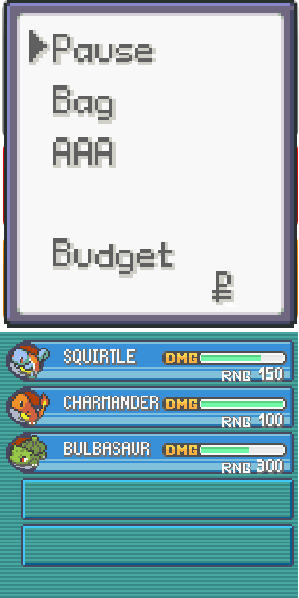 Pause
Bag
AAA
Budget
₽
SQUIRTLE DMG
RNG 150
CHARMANDER DMG
RNG 100
BULBASAUR DMG
RNG 300